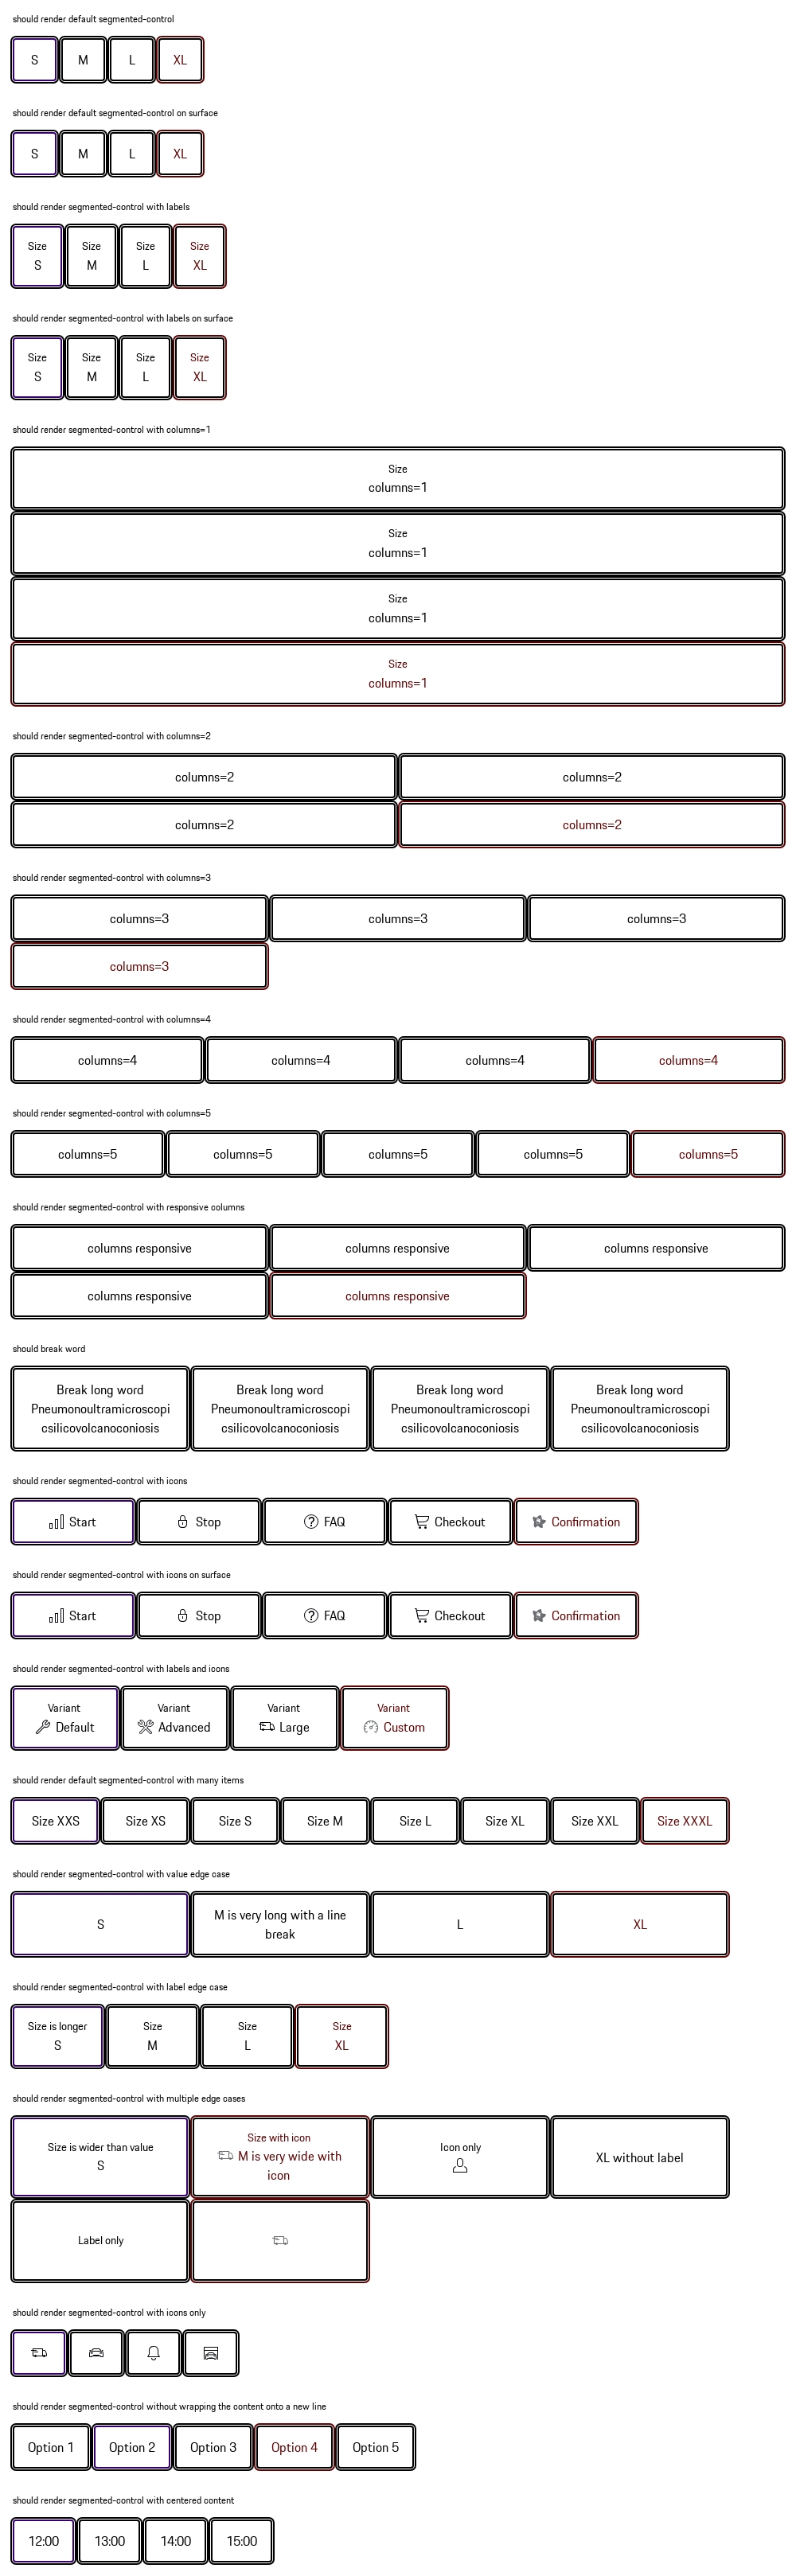 should render default segmented-control
S M L XL
should render default segmented-control on surface
S M L XL
should render segmented-control with labels
Size Size Size Size
S M L XL
should render segmented-control with labels on surface
Size Size Size Size
S M L XL
should render segmented-control with columns=1
Size
columns=1
Size
columns=1
Size
columns=1
Size
columns=1
should render segmented-control with columns=2
columns=2 columns=2
columns=2 columns=2
should render segmented-control with columns=3
columns=3 columns=3 columns=3
columns=3
should render segmented-control with columns=4
columns=4 columns=4 columns=4 columns=4
should render segmented-control with columns=5
columns=5 columns=5 columns=5 columns=5 columns=5
should render segmented-control with responsive columns
columns responsive columns responsive columns responsive
columns responsive columns responsive
should break word
Break long word Break long word Break long word Break long word
Pneumonoultramicroscopi Pneumonoultramicroscopi Pneumonoultramicroscopi Pneumonoultramicroscopi
csilicovolcanoconiosis csilicovolcanoconiosis csilicovolcanoconiosis csilicovolcanoconiosis
should render segmented-control with icons
Start Stop FAQ Checkout Confirmation
should render segmented-control with icons on surface
Start Stop FAQ Checkout Confirmation
should render segmented-control with labels and icons
Variant Variant Variant Variant
Default Advanced Large Custom
should render default segmented-control with many items
Size XXS Size XS Size S Size M Size L Size XL Size XXL Size XXXL
should render segmented-control with value edge case
S M is very long with a line L XL
break
should render segmented-control with label edge case
Size is longer Size Size Size
S M L XL
should render segmented-control with multiple edge cases
Size is wider than value Size with icon Icon only XL without label
S M is very wide with
icon
Label only
should render segmented-control with icons only
should render segmented-control without wrapping the content onto a new line
Option 1 Option 2 Option 3 Option 4 Option 5
should render segmented-control with centered content
12:00 13:00 14:00 15:00